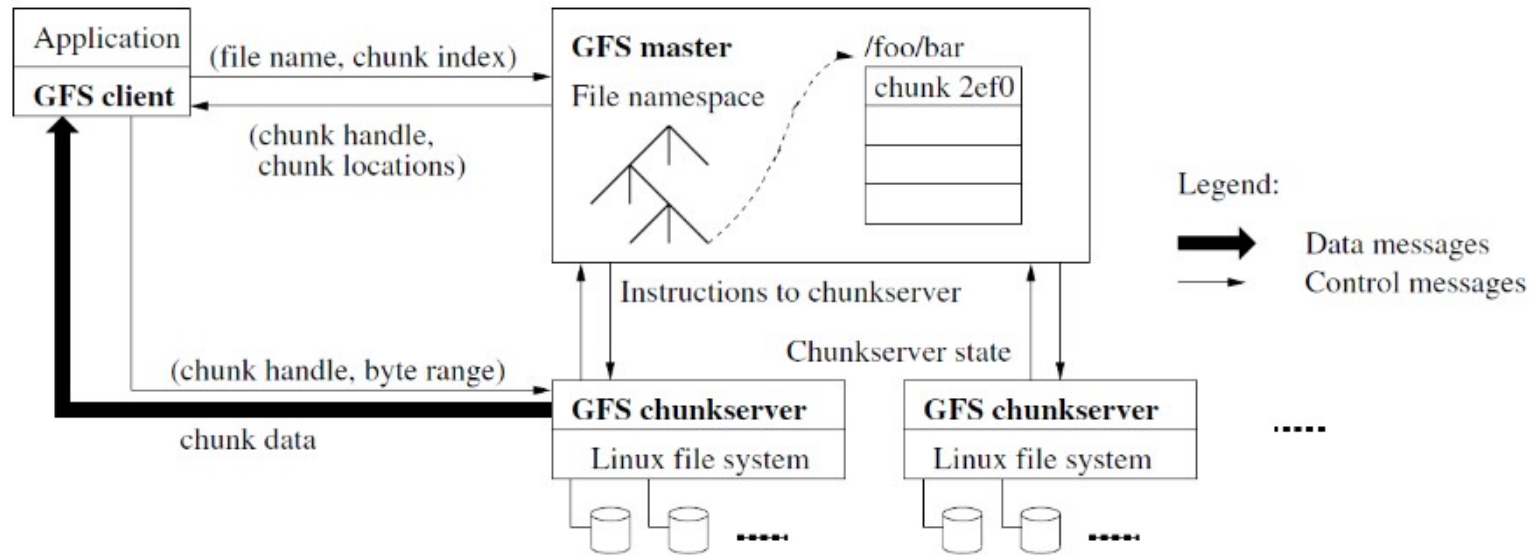 Application
GFS client
(file name, chunk index)
(chunk handle,
chunk locations)
GFS master
File namespace
/foo/bar
chunk 2ef0
Legend:
Data messages
Control messages
Instructions to chunkserver
Chunkserver state
(chunk handle, byte range)
chunk data
GFS chunkserver
Linux file system
GFS chunkserver
Linux file system